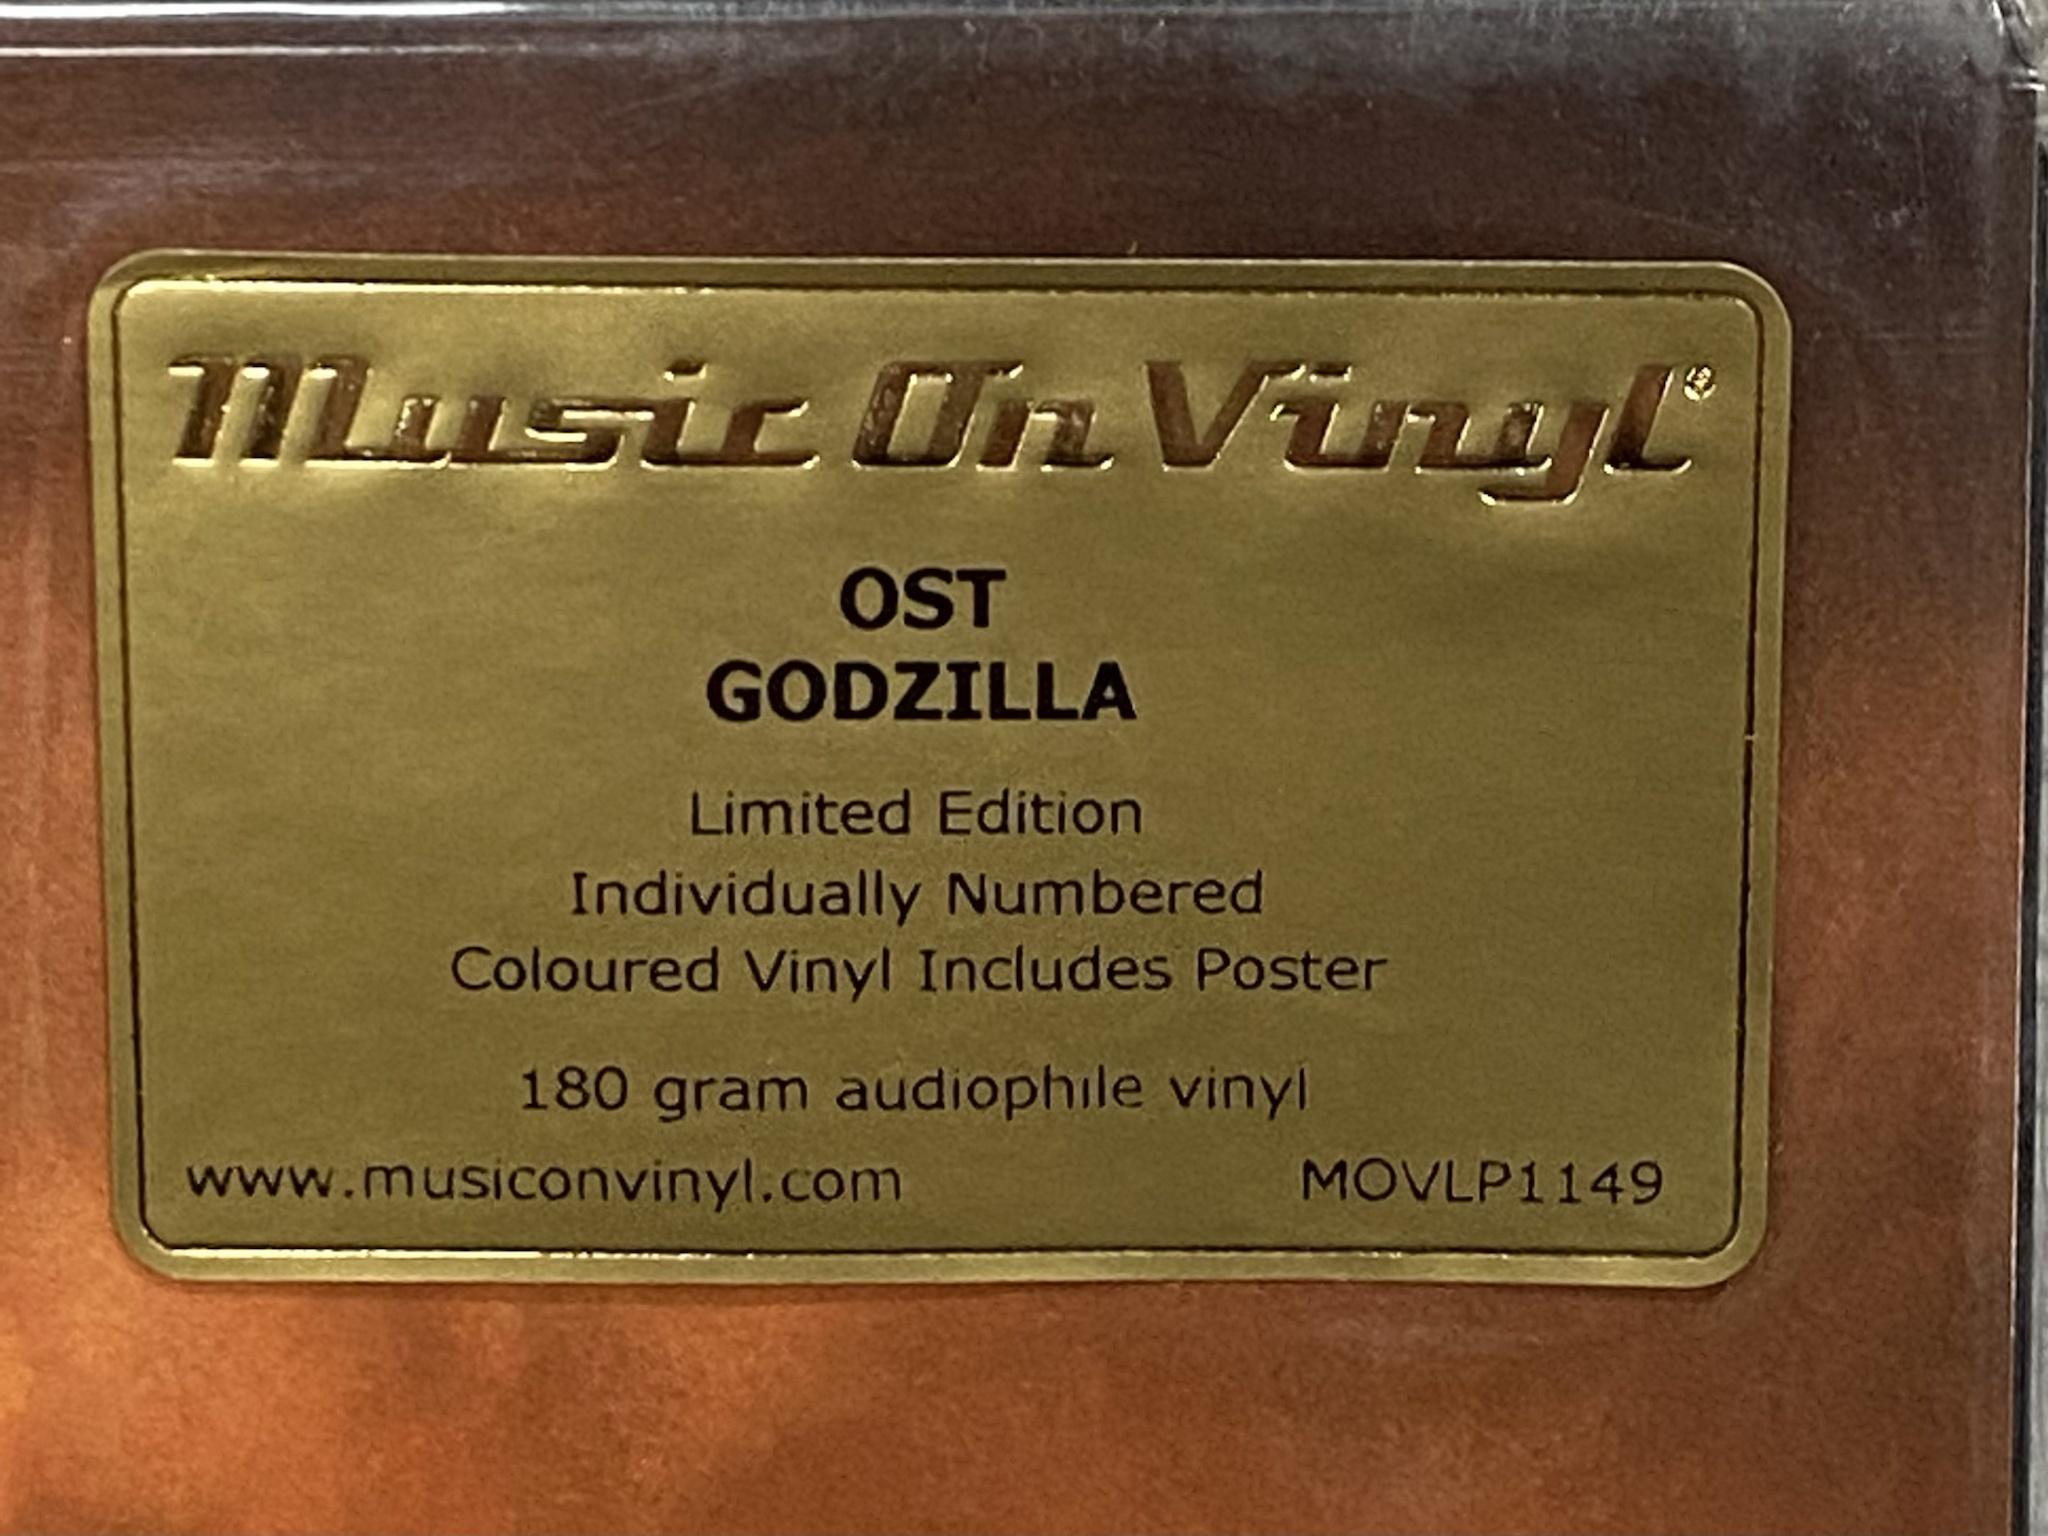 Music On Vinyl®
OST
GODZILLA
Limited Edition
Individually Numbered
Coloured Vinyl Includes Poster
180 gram audiophile vinyl
www.musiconvinyl.com MOVLP1149